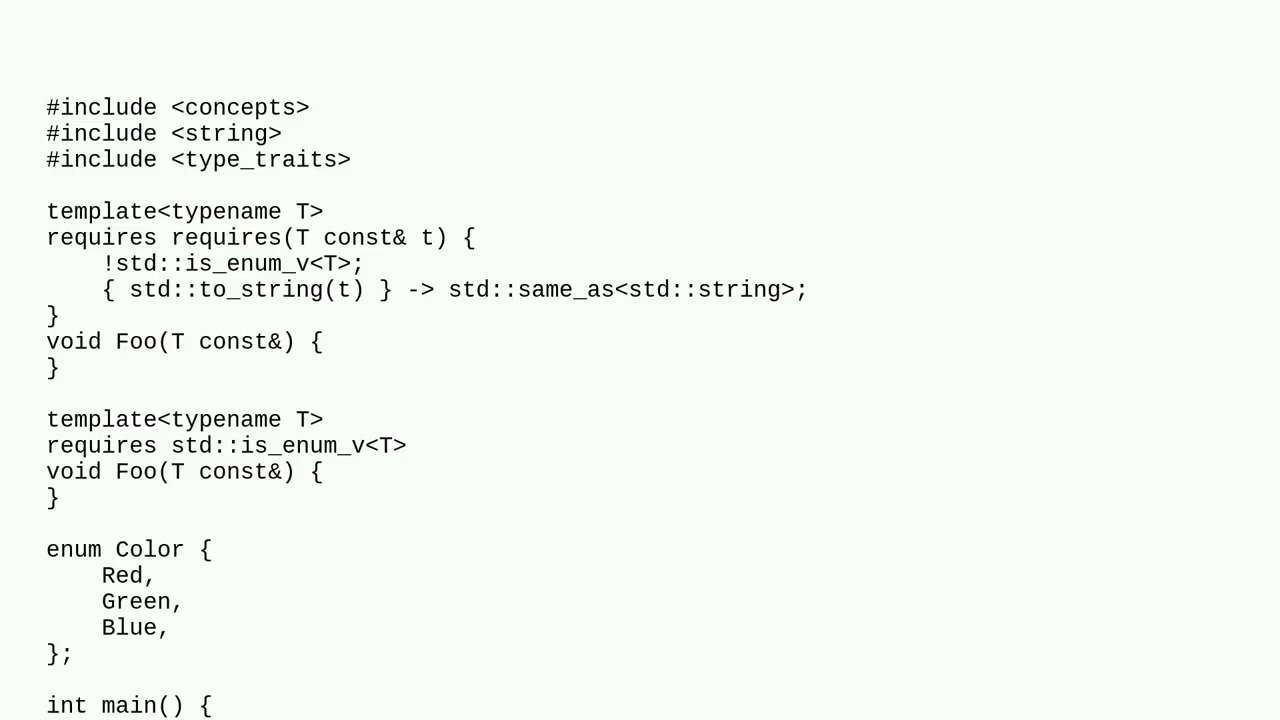 #include <concepts>
#include <string>
#include <type_traits>
template<typename T>
requires requires(T const& t) {
    !std::is_enum_v<T>;
    { std::to_string(t) } -> std::same_as<std::string>;
}
void Foo(T const&) {
}
template<typename T>
requires std::is_enum_v<T>
void Foo(T const&) {
}
enum Color {
    Red,
    Green,
    Blue,
};
int main() {